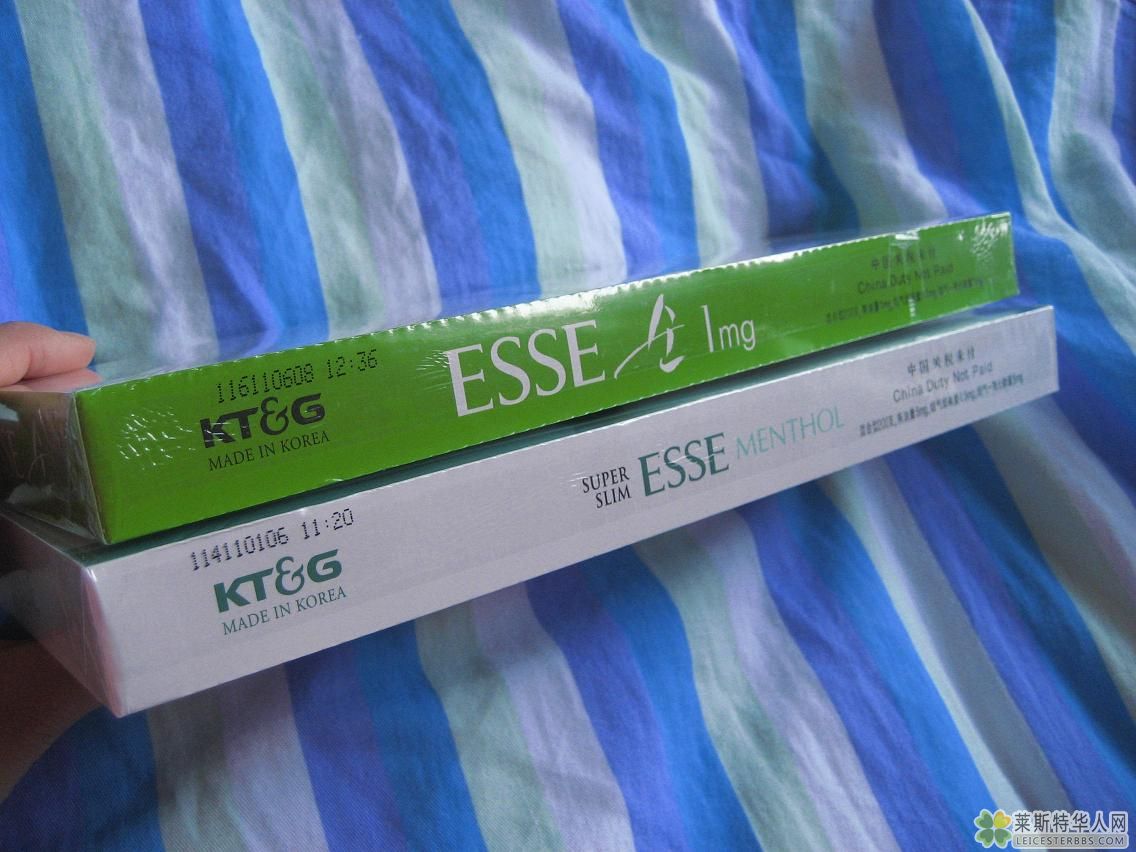 116110608 12:36
KT&G
MADE IN KOREA
ESSE 1mg
中国关税未付
China Duty Not Paid
114110106 11:20
KT&G
MADE IN KOREA
SUPER
SLIM
ESSE MENTHOL
中国关税未付
China Duty Not Paid
莱斯特华人网
LEICESTERBBS.COM